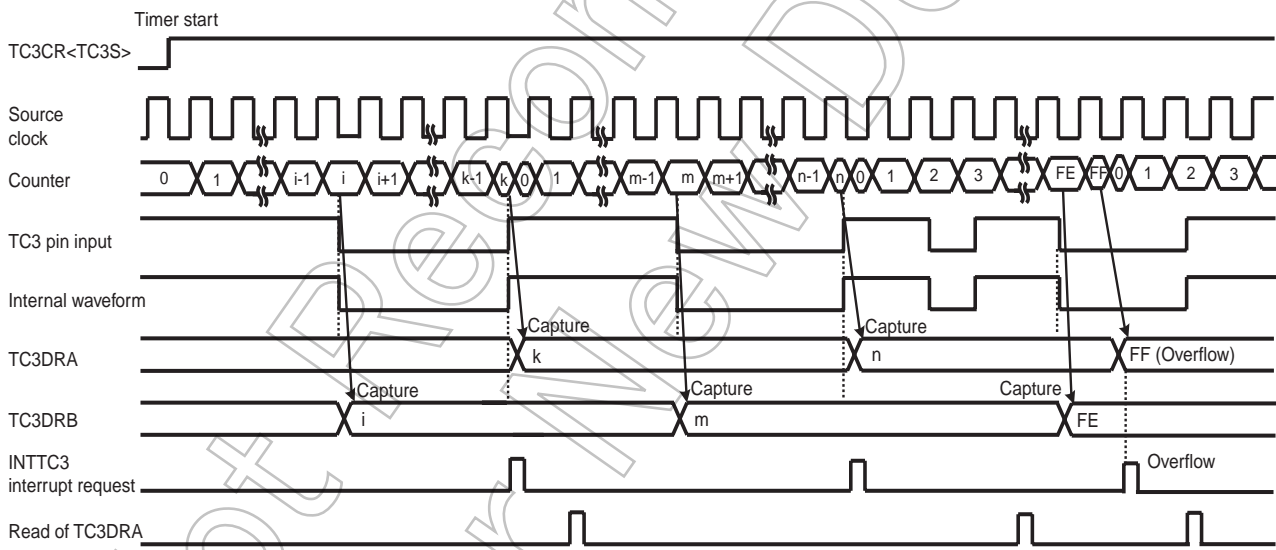 Timer start
TC3CR<TC3S>
Source
clock
Counter
0 1 i-1 i i+1 k-1 k 0 1 m-1 m m+1 n-1 n 0 1 2 3 FE FF 0 1 2 3
TC3 pin input
Internal waveform
Capture Capture
TC3DRA
k n FF (Overflow)
Capture Capture Capture
TC3DRB
i m FE
INTTC3
interrupt request
Overflow
Read of TC3DRA